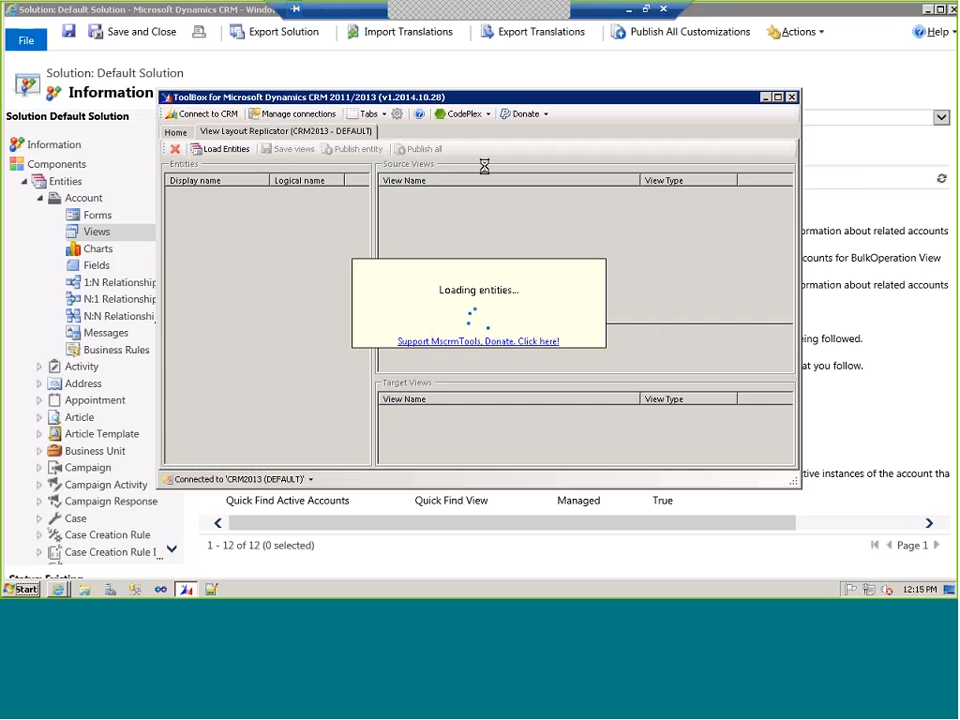 Solution: Default Solution - Microsoft Dynamics CRM - Windo
File
Save and Close
Export Solution
Import Translations
Export Translations
Publish All Customizations
Actions
Help
Solution: Default Solution
Information
Solution Default Solution
Information
Components
Entities
Account
Forms
Views
Charts
Fields
1:N Relationship
N:1 Relationship
N:N Relationshi
Messages
Business Rules
Activity
Address
Appointment
Article
Article Template
Business Unit
Campaign
Campaign Activity
Campaign Response
Case
Case Creation Rule
Case Creation Rule I
Status: Existing
ToolBox for Microsoft Dynamics CRM 2011/2013 (v1.2014.10.28)
Connect to CRM
Manage connections
Tabs
CodePlex
Donate
Home
View Layout Replicator (CRM2013 - DEFAULT)
Load Entities
Save views
Publish entity
Publish all
Entities
Display name
Logical name
Source Views
View Name
View Type
Loading entities...
Support MscrmTools, Donate. Click here!
Target Views
View Name
View Type
Connected to 'CRM2013 (DEFAULT)'
rmation about related accounts
counts for BulkOperation View
ormation about related accounts
eing followed.
at you follow.
tive instances of the account tha
Quick Find Active Accounts
Quick Find View
Managed
True
1 - 12 of 12 (0 selected)
Page 1
Start
12:15 PM